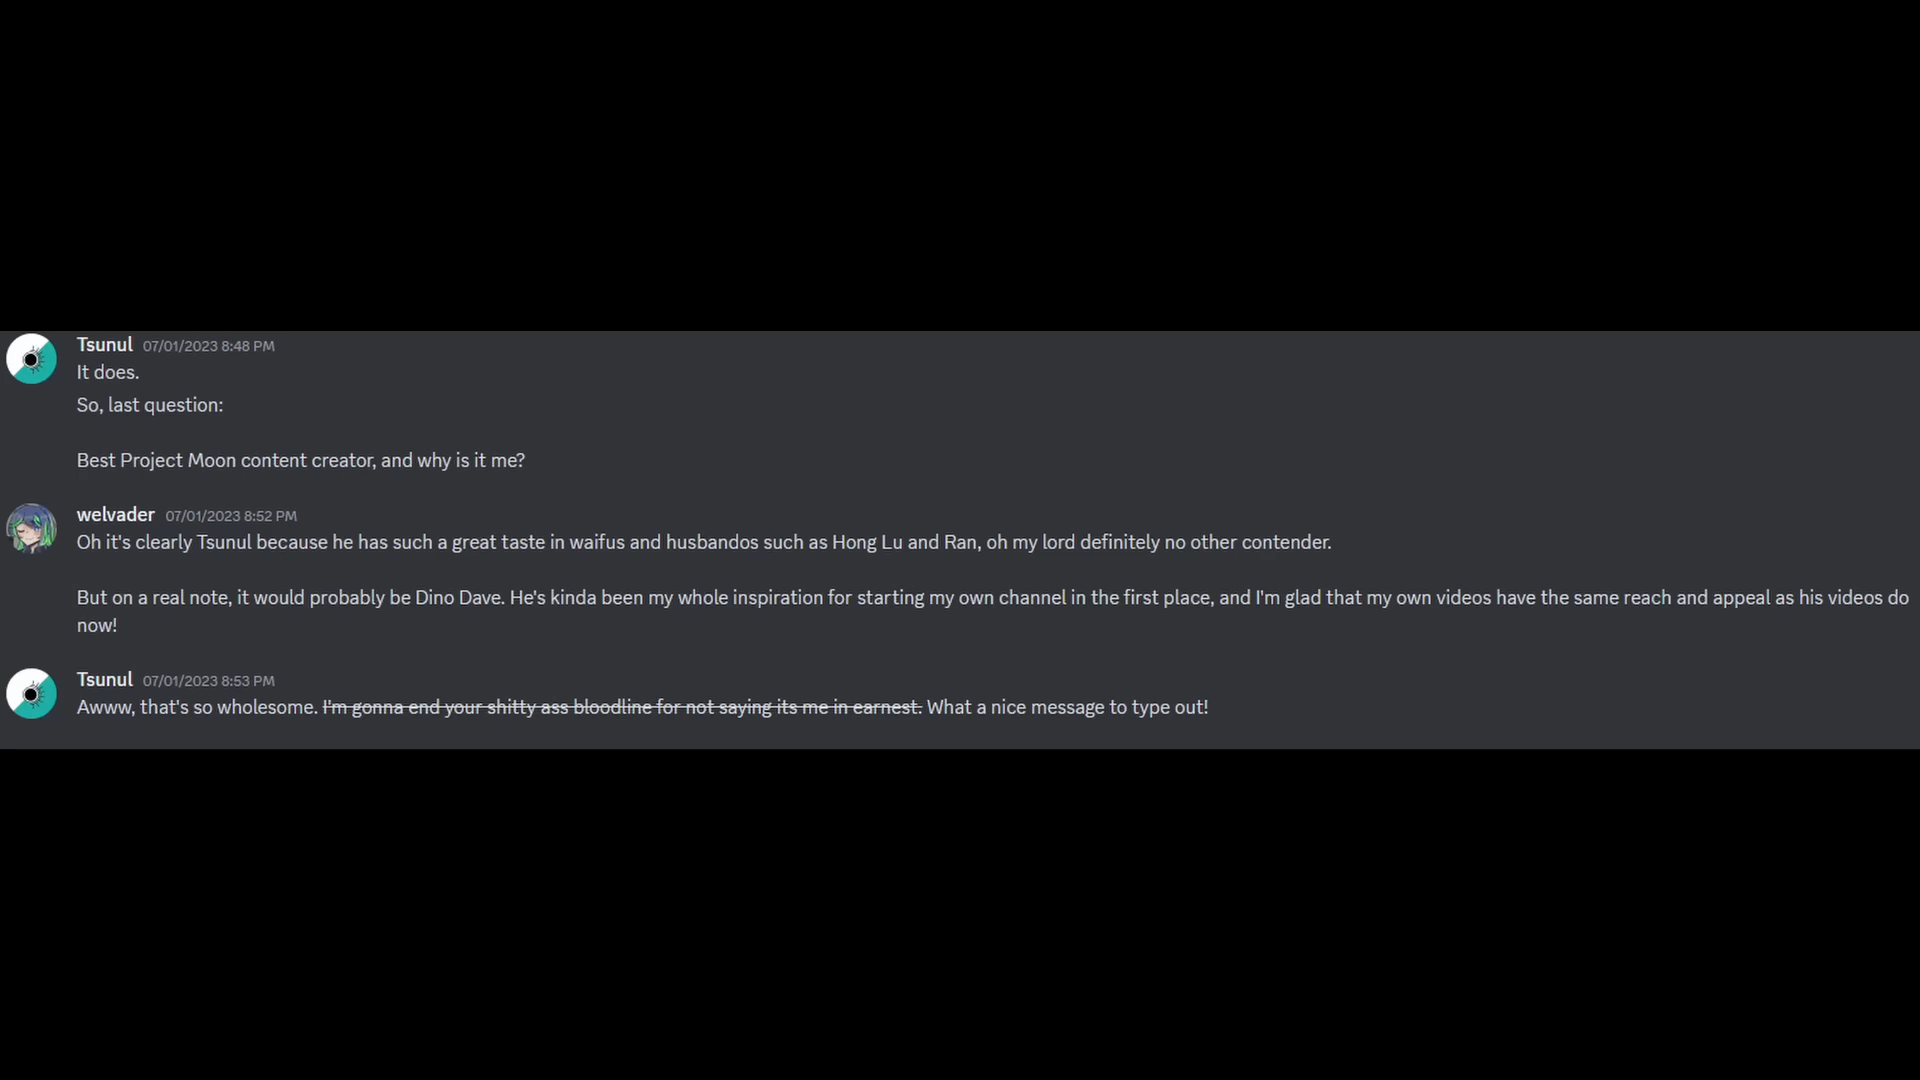 Tsunul 07/01/2023 8:48 PM
It does.
So, last question:
Best Project Moon content creator, and why is it me?
welvader 07/01/2023 8:52 PM
Oh it's clearly Tsunul because he has such a great taste in waifus and husbandos such as Hong Lu and Ran, oh my lord definitely no other contender.
But on a real note, it would probably be Dino Dave. He's kinda been my whole inspiration for starting my own channel in the first place, and I'm glad that my own videos have the same reach and appeal as his videos do
now!
Tsunul 07/01/2023 8:53 PM
Awww, that's so wholesome. I'm gonna end your shitty ass bloodline for not saying its me in earnest. What a nice message to type out!